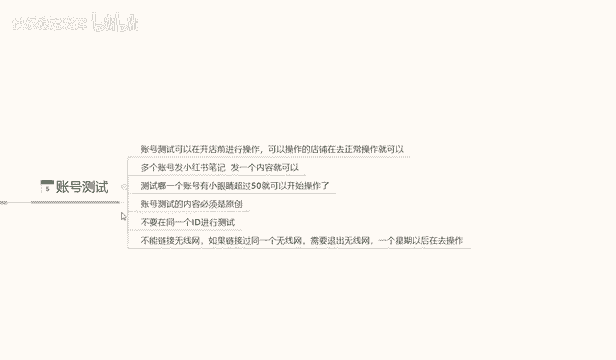 5 账号测试
账号测试可以在开店前进行操作，可以操作的店铺在去正常操作就可以
多个账号发小红书笔记 发一个内容就可以
测试哪一个账号有小眼睛超过50就可以开始操作了
账号测试的内容必须是原创
不要在同一个ID进行测试
不能链接无线网，如果链接过同一个无线网，需要退出无线网，一个星期以后在去操作